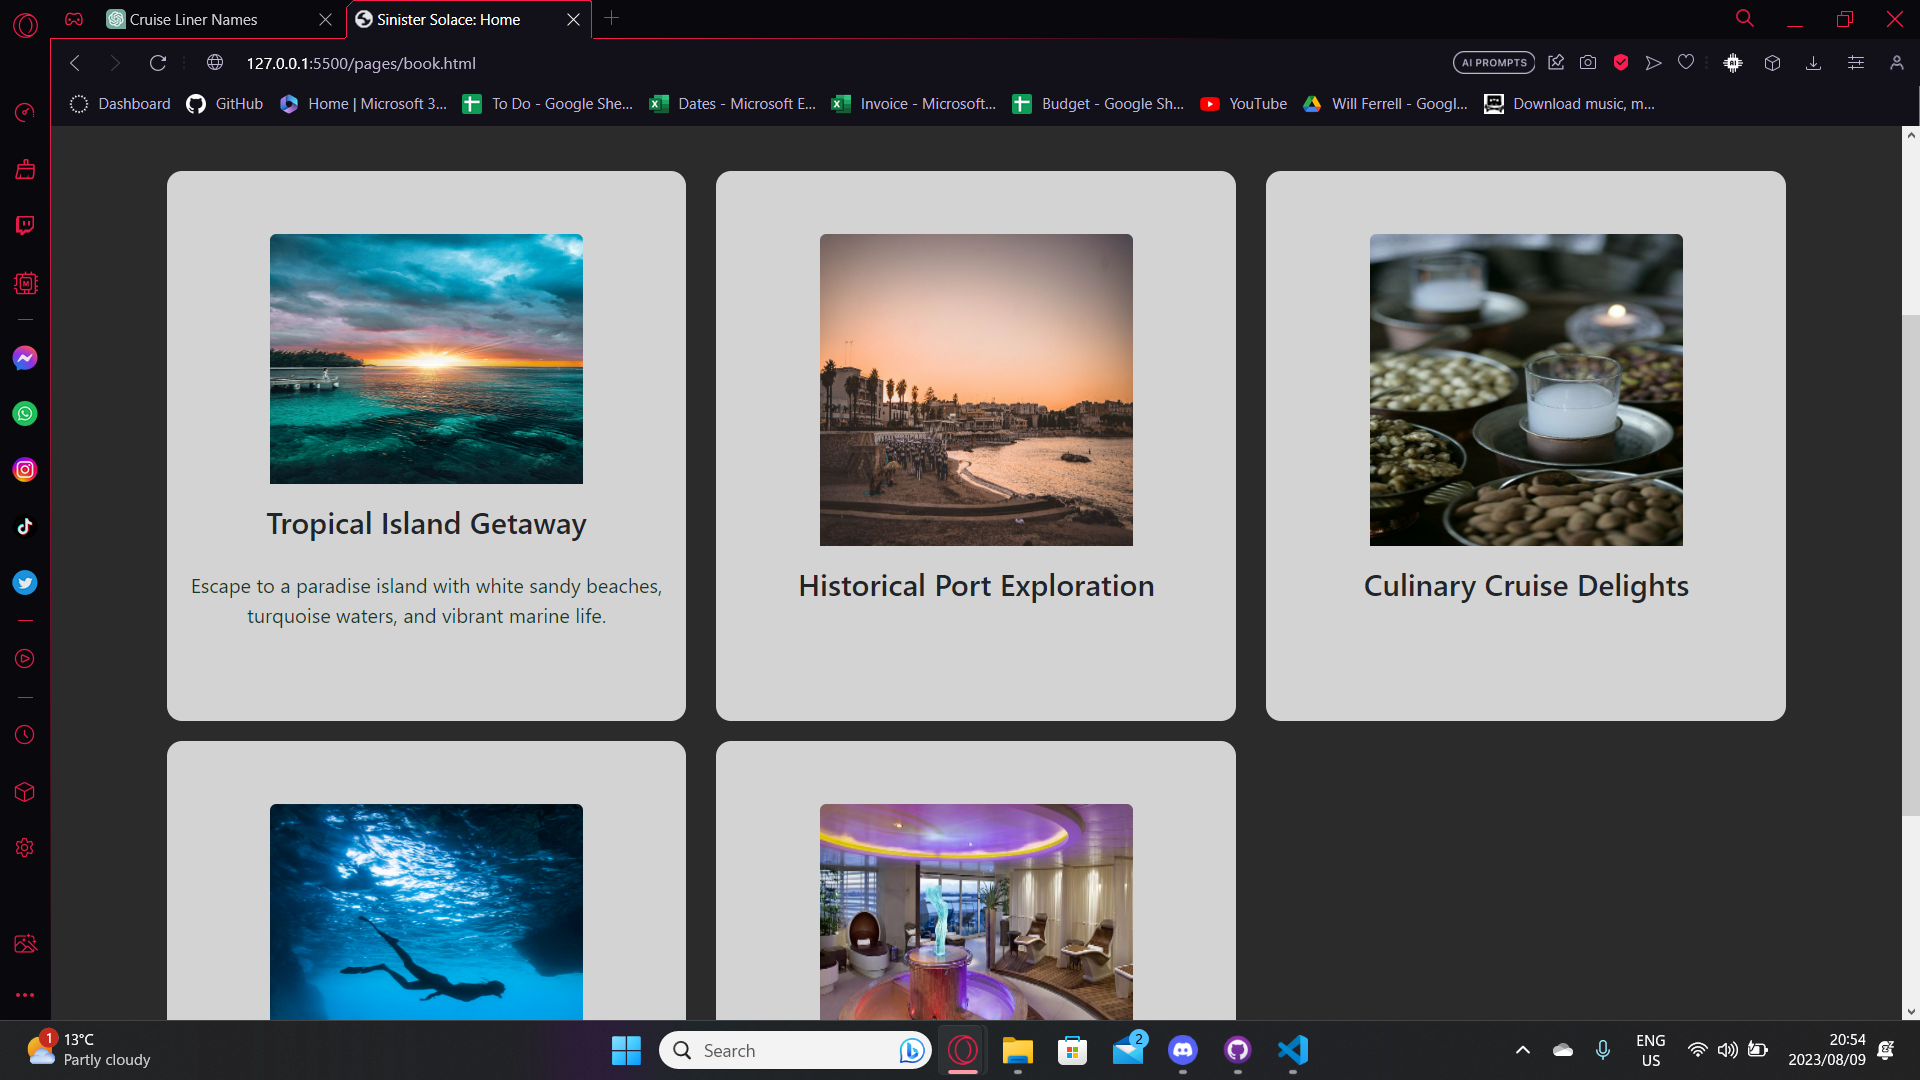 Cruise Liner Names
Sinister Solace: Home
127.0.0.1:5500/pages/book.html
AI PROMPTS
Dashboard
GitHub
Home | Microsoft 3...
To Do - Google She...
Dates - Microsoft E...
Invoice - Microsoft...
Budget - Google Sh...
YouTube
Will Ferrell - Googl...
Download music, m...
Tropical Island Getaway
Escape to a paradise island with white sandy beaches,
turquoise waters, and vibrant marine life.
Historical Port Exploration
Culinary Cruise Delights
1
13°C
Partly cloudy
Search
2
ENG
US
20:54
2023/08/09